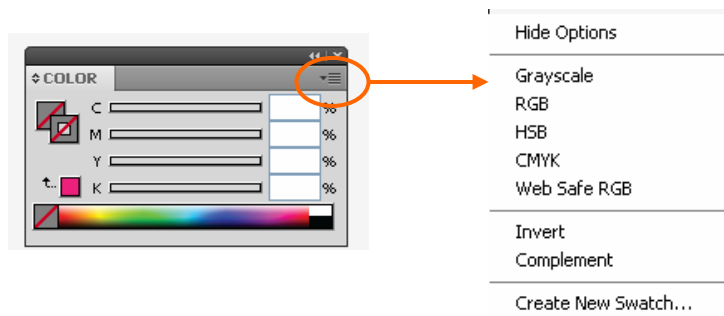 COLOR
C %
M %
Y %
K %
Hide Options
Grayscale
RGB
HSB
CMYK
Web Safe RGB
Invert
Complement
Create New Swatch...